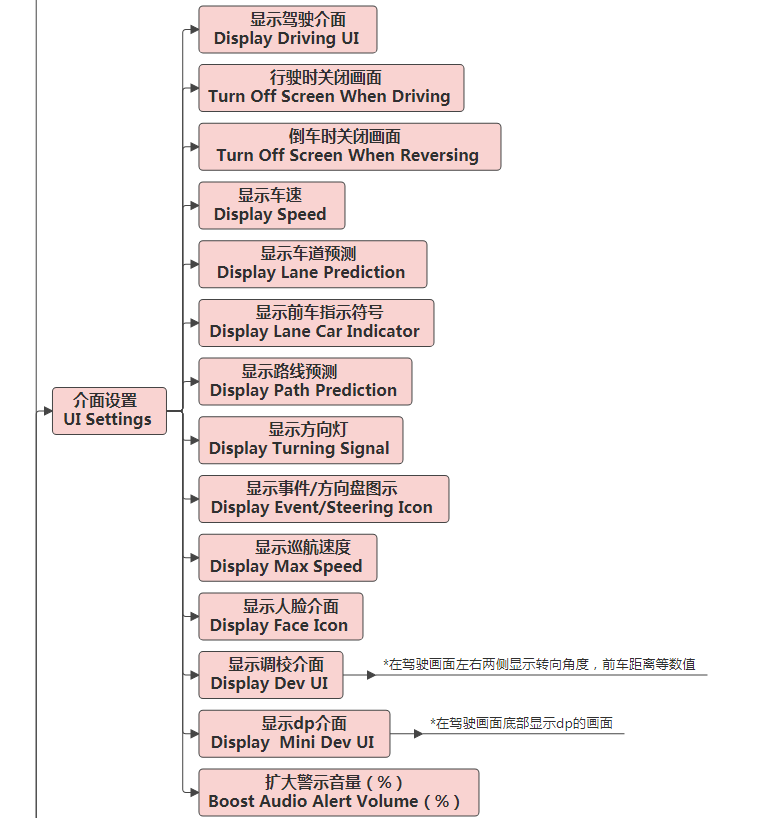 显示驾驶介面
Display Driving UI
行驶时关闭画面
Turn Off Screen When Driving
倒车时关闭画面
Turn Off Screen When Reversing
显示车速
Display Speed
显示车道预测
Display Lane Prediction
显示前车指示符号
Display Lane Car Indicator
显示路线预测
Display Path Prediction
介面设置
UI Settings
显示方向灯
Display Turning Signal
显示事件/方向盘图示
Display Event/Steering Icon
显示巡航速度
Display Max Speed
显示人脸介面
Display Face Icon
显示调校介面
Display Dev UI
*在驾驶画面左右两侧显示转向角度，前车距离等数值
显示dp介面
Display  Mini Dev UI
*在驾驶画面底部显示dp的画面
扩大警示音量（%）
Boost Audio Alert Volume（%）